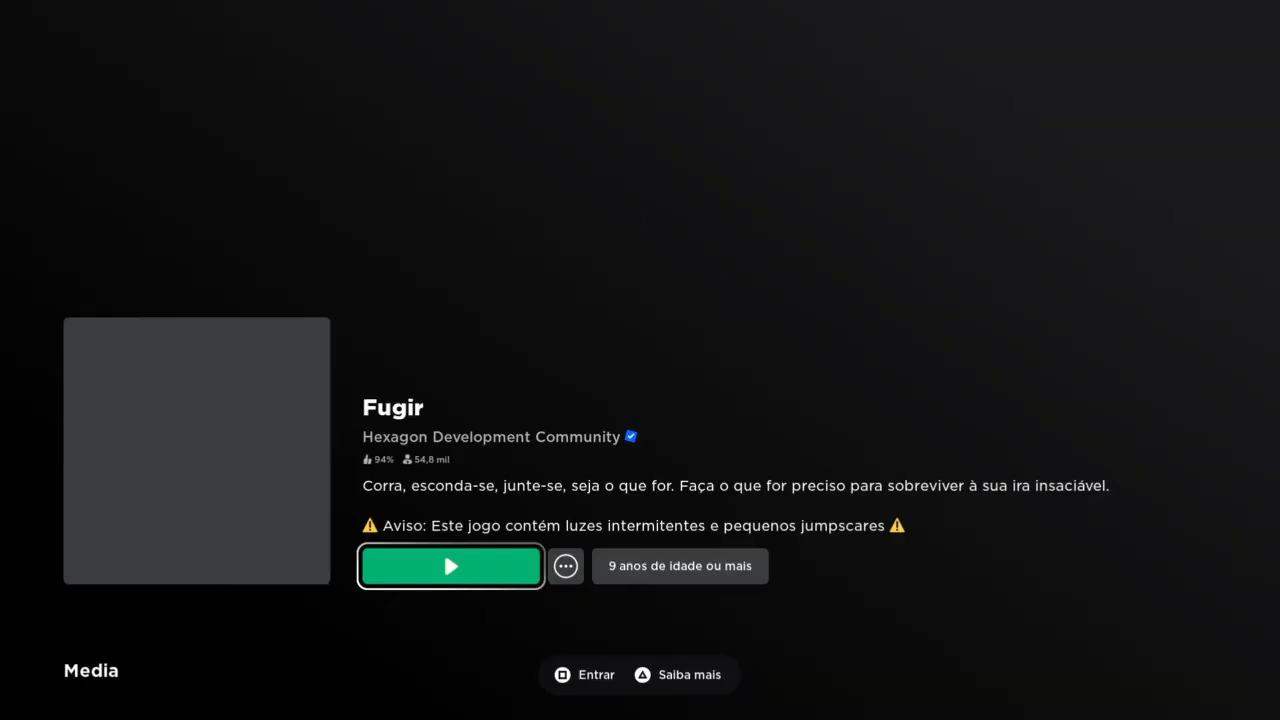 Fugir
Hexagon Development Community
94% 54,8 mil
Corra, esconda-se, junte-se, seja o que for. Faça o que for preciso para sobreviver à sua ira insaciável.
⚠️ Aviso: Este jogo contém luzes intermitentes e pequenos jumpscares ⚠️
9 anos de idade ou mais
Media
Entrar Saiba mais